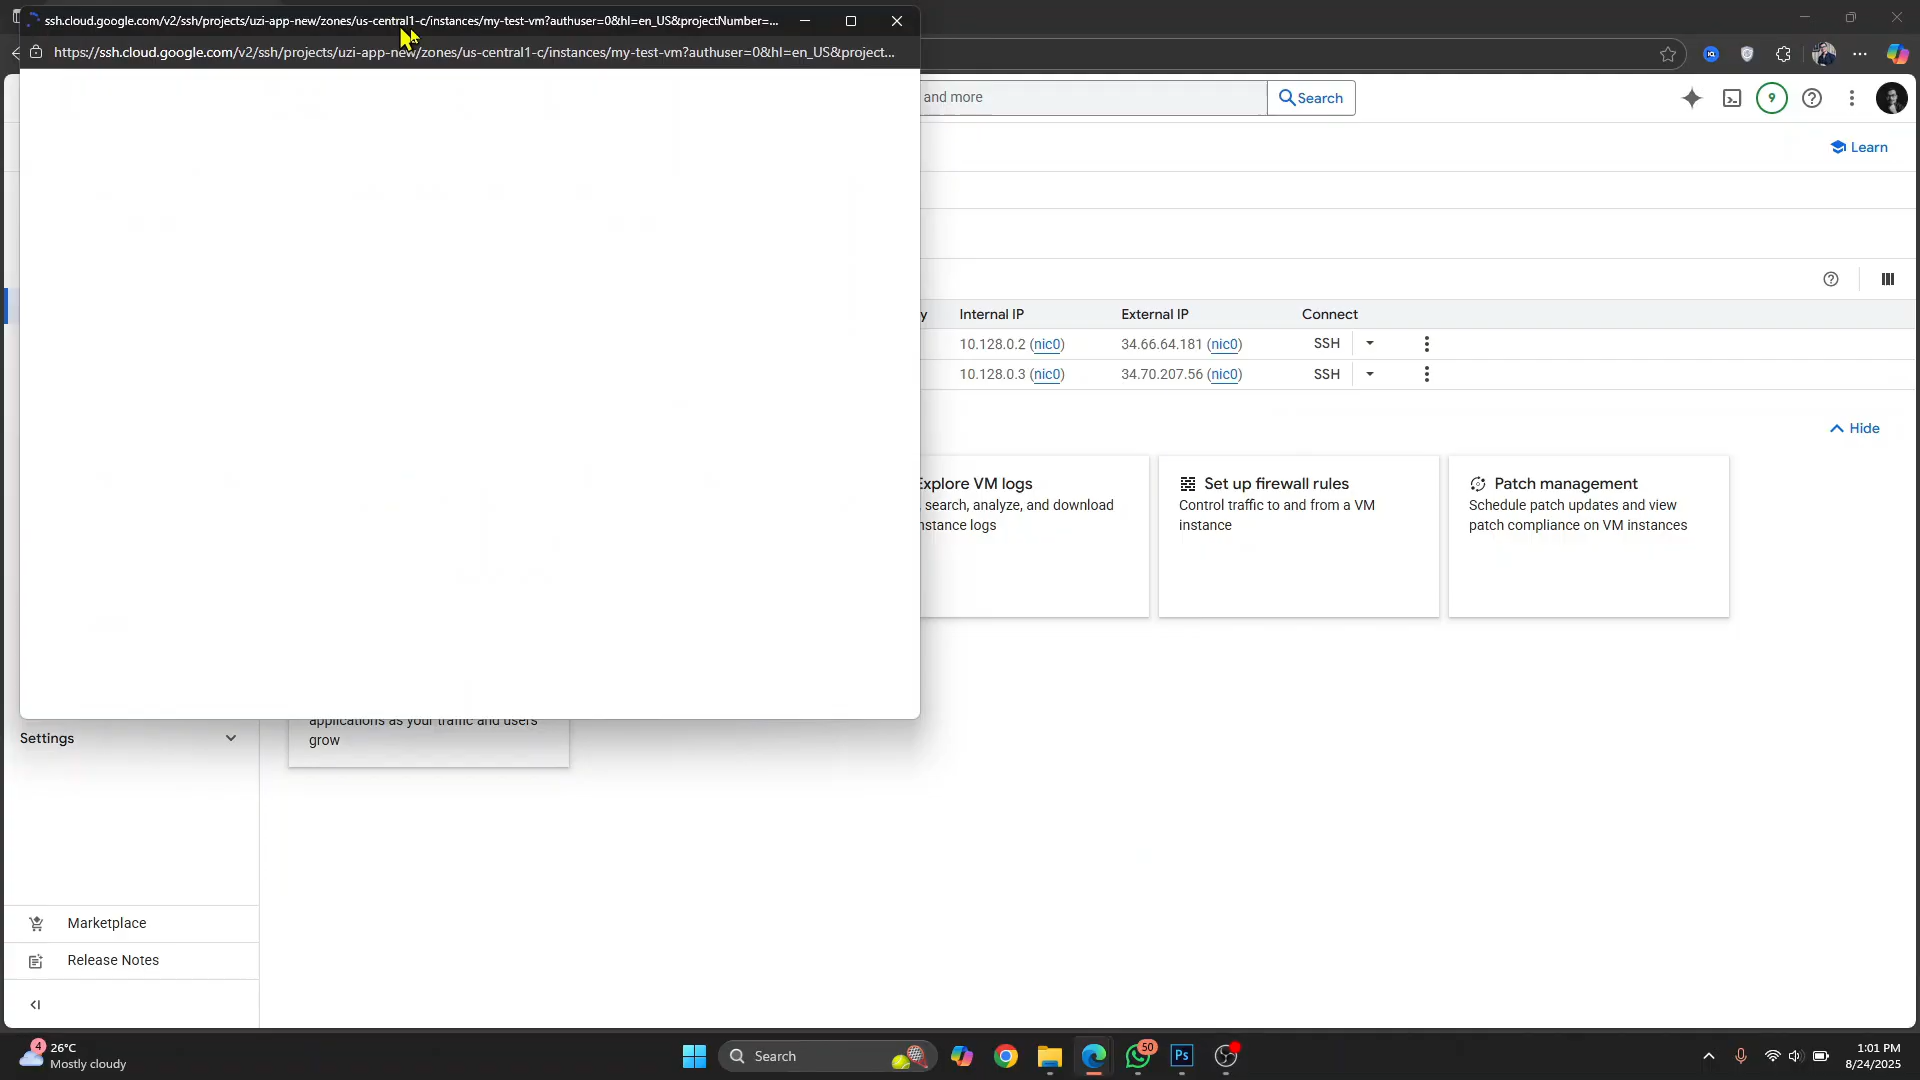 ssh.cloud.google.com/v2/ssh/projects/uzi-app-new/zones/us-central1-c/instances/my-test-vm?authuser=0&hl=en_US&projectNumber=...
https://ssh.cloud.google.com/v2/ssh/projects/uzi-app-new/zones/us-central1-c/instances/my-test-vm?authuser=0&hl=en_US&project...
and more
Search
9
Learn
y
Internal IP
External IP
Connect
10.128.0.2 (nic0)
34.66.64.181 (nic0)
SSH
10.128.0.3 (nic0)
34.70.207.56 (nic0)
SSH
Hide
Explore VM logs
, search, analyze, and download
nstance logs
Set up firewall rules
Control traffic to and from a VM
instance
Patch management
Schedule patch updates and view
patch compliance on VM instances
applications as your traffic and users
grow
Settings
Marketplace
Release Notes
4
26°C
Mostly cloudy
Search
50
Ps
1:01 PM
8/24/2025